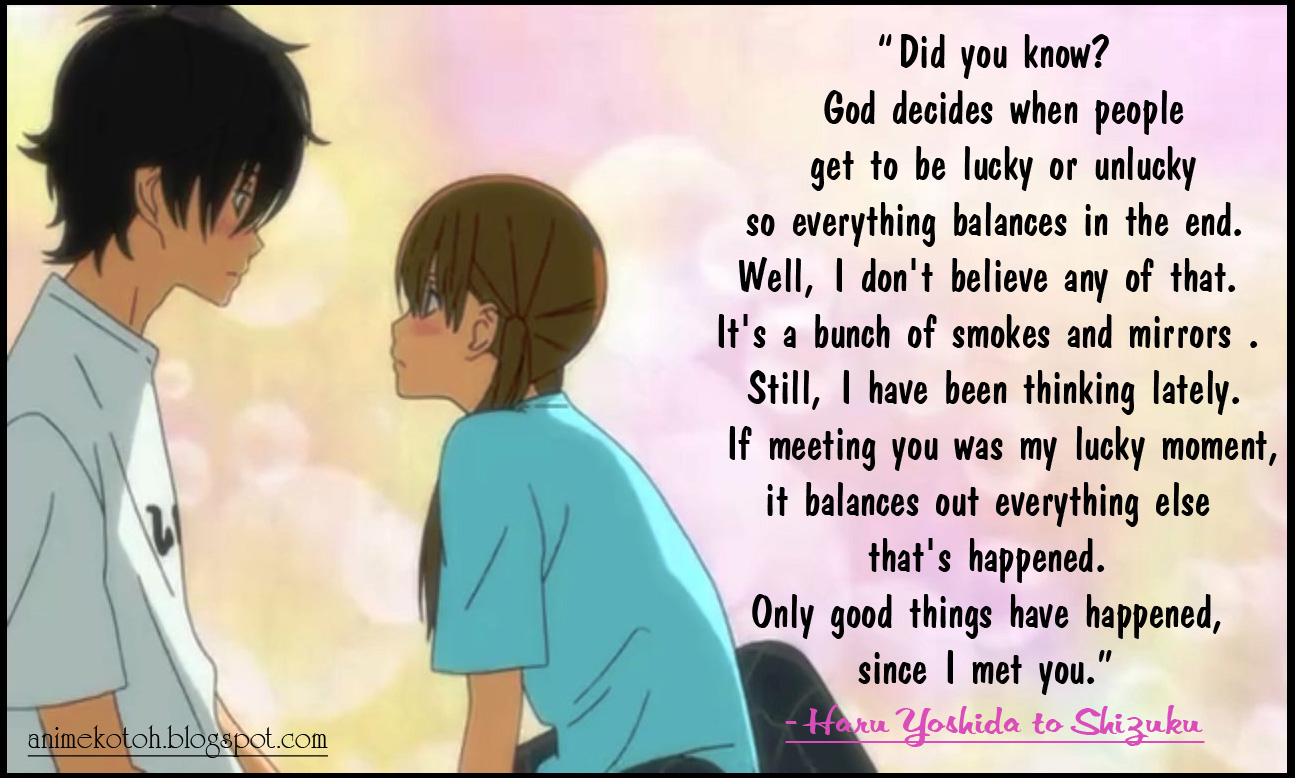 “Did you know?
God decides when people
get to be lucky or unlucky
so everything balances in the end.
Well, I don't believe any of that.
It's a bunch of smokes and mirrors .
Still, I have been thinking lately.
If meeting you was my lucky moment,
it balances out everything else
that's happened.
Only good things have happened,
since I met you.”
- Haru Yoshida to Shizuku
animekotoh.blogspot.com